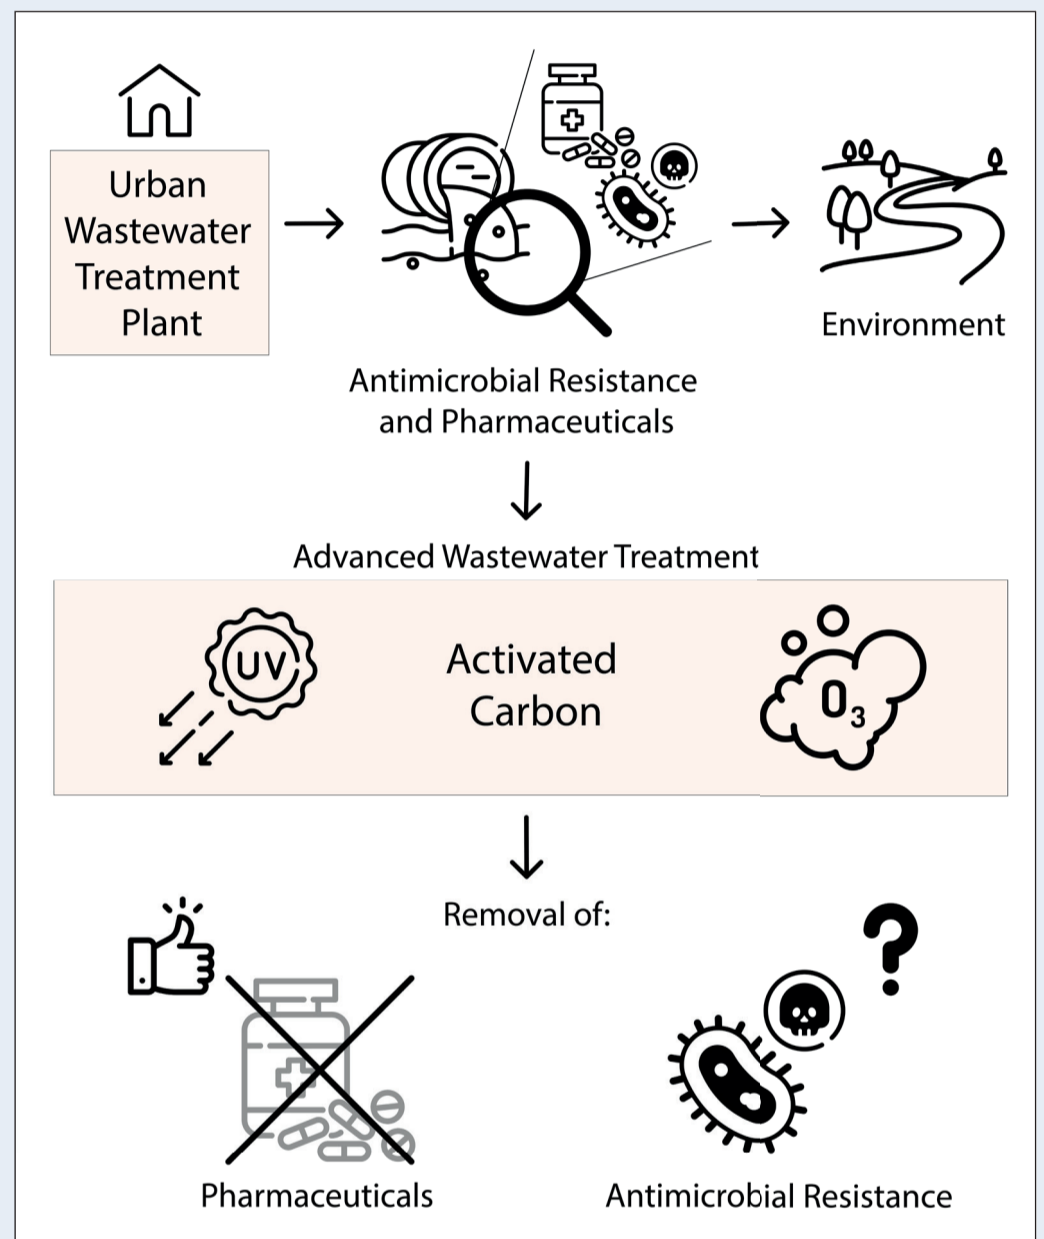 Urban
Wastewater
Treatment
Plant
Environment
Antimicrobial Resistance
and Pharmaceuticals
Advanced Wastewater Treatment
UV
Activated
Carbon
O₃
Removal of:
?
Pharmaceuticals
Antimicrobial Resistance